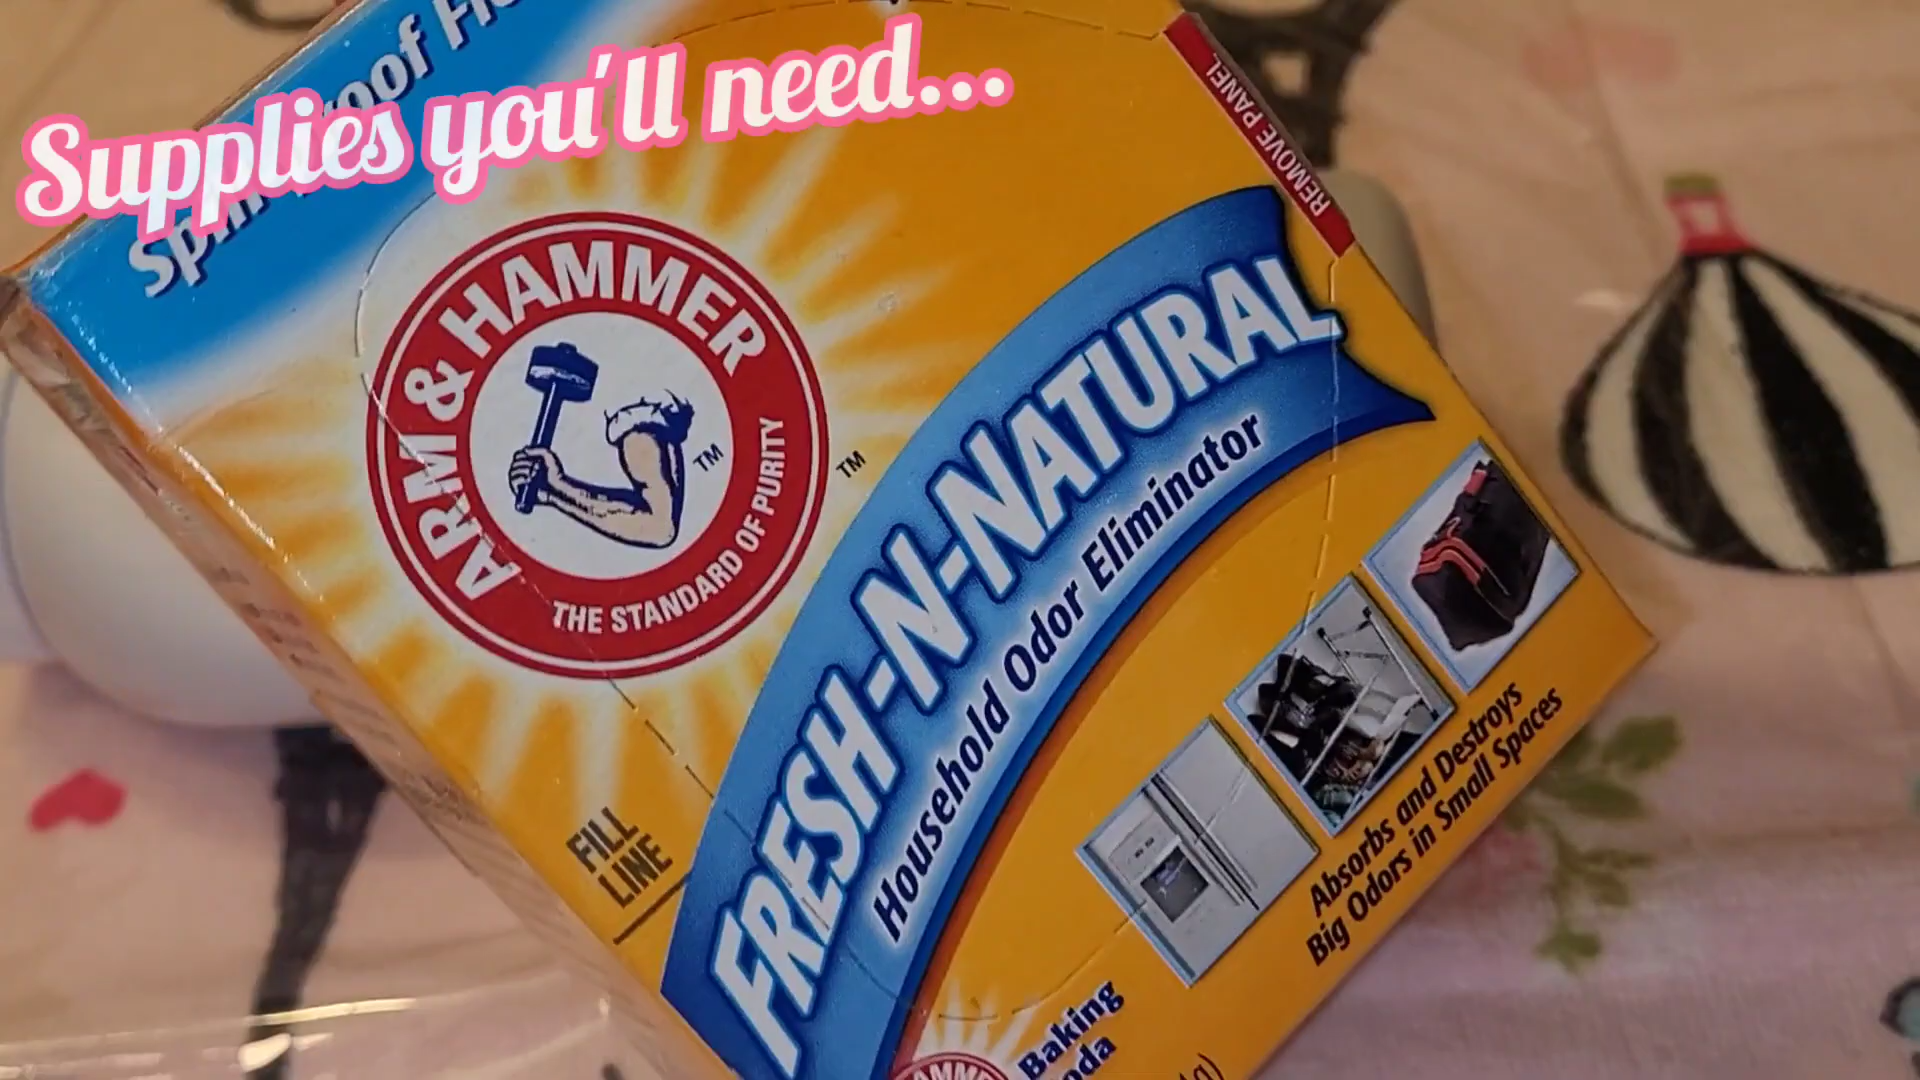 Supplies you'll need...
REMOVE PANEL
ARM & HAMMER
THE STANDARD OF PURITY
TM
TM
FRESH-N-NATURAL
Household Odor Eliminator
FILL
LINE
Absorbs and Destroys
Big Odors in Small Spaces
Baking